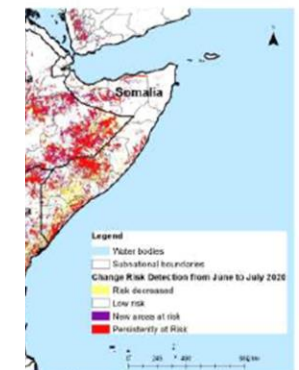 Somalia
Legend
Water bodies
Subnational boundaries
Change Risk Detection from June to July 2020
Risk decreased
Low risk
New areas at risk
Persistently at Risk